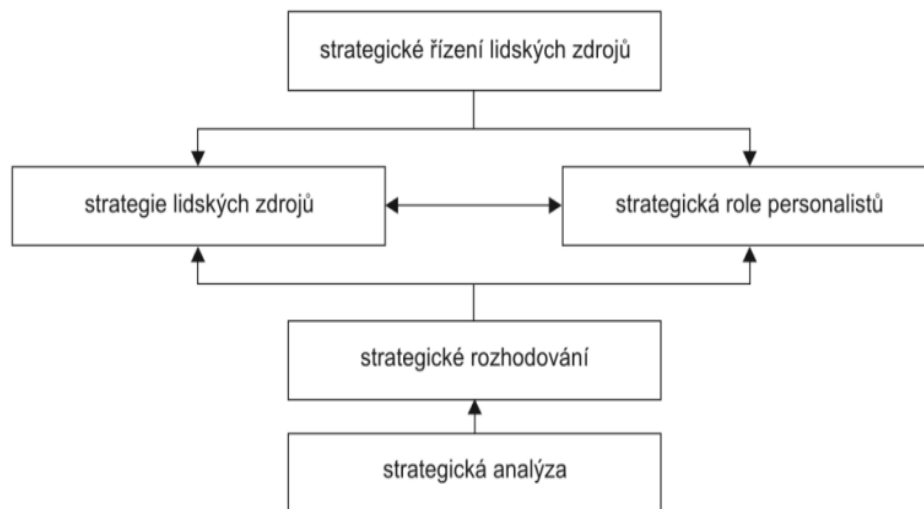 strategické řízení lidských zdrojů
strategie lidských zdrojů
strategická role personalistů
strategické rozhodování
strategická analýza